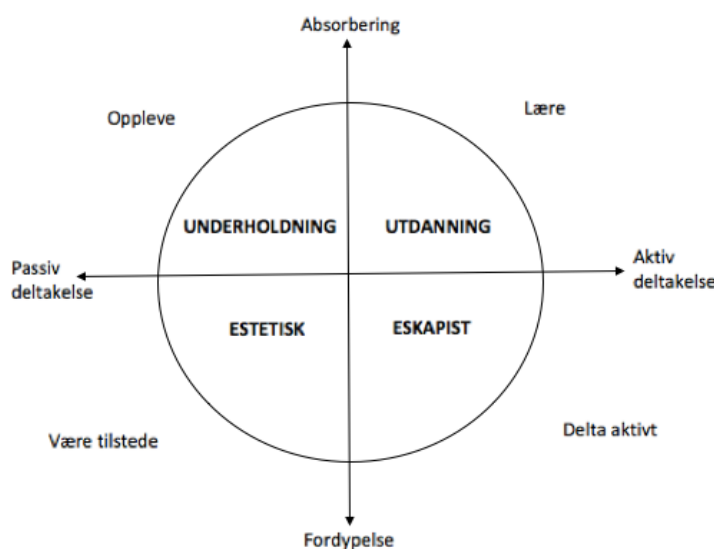 Absorbering
Oppleve
Lære
UNDERHOLDNING
UTDANNING
Passiv
deltakelse
Aktiv
deltakelse
ESTETISK
ESKAPIST
Være tilstede
Delta aktivt
Fordypelse